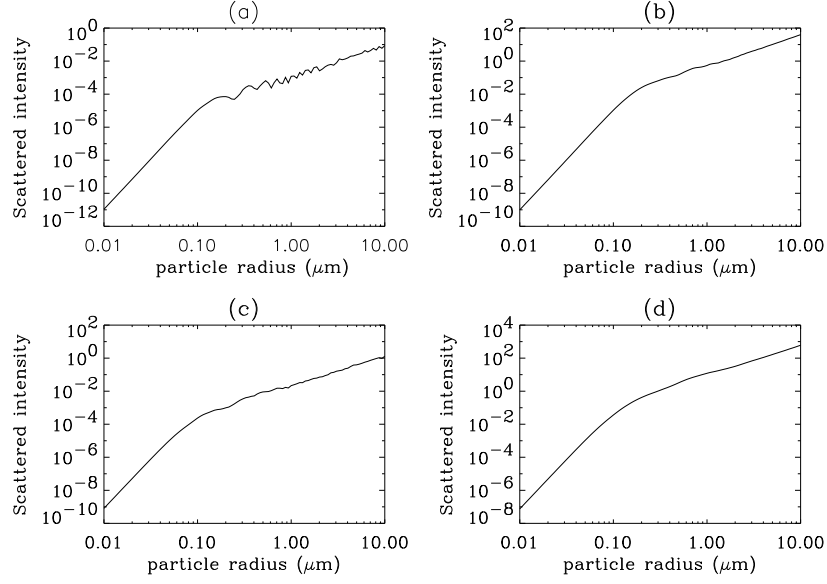 (a)
Scattered intensity
10^0
10^-2
10^-4
10^-6
10^-8
10^-10
10^-12
0.01 0.10 1.00 10.00
particle radius (μm)
(b)
Scattered intensity
10^2
10^0
10^-2
10^-4
10^-6
10^-8
10^-10
0.01 0.10 1.00 10.00
particle radius (μm)
(c)
Scattered intensity
10^2
10^0
10^-2
10^-4
10^-6
10^-8
10^-10
0.01 0.10 1.00 10.00
particle radius (μm)
(d)
Scattered intensity
10^4
10^2
10^0
10^-2
10^-4
10^-6
10^-8
0.01 0.10 1.00 10.00
particle radius (μm)